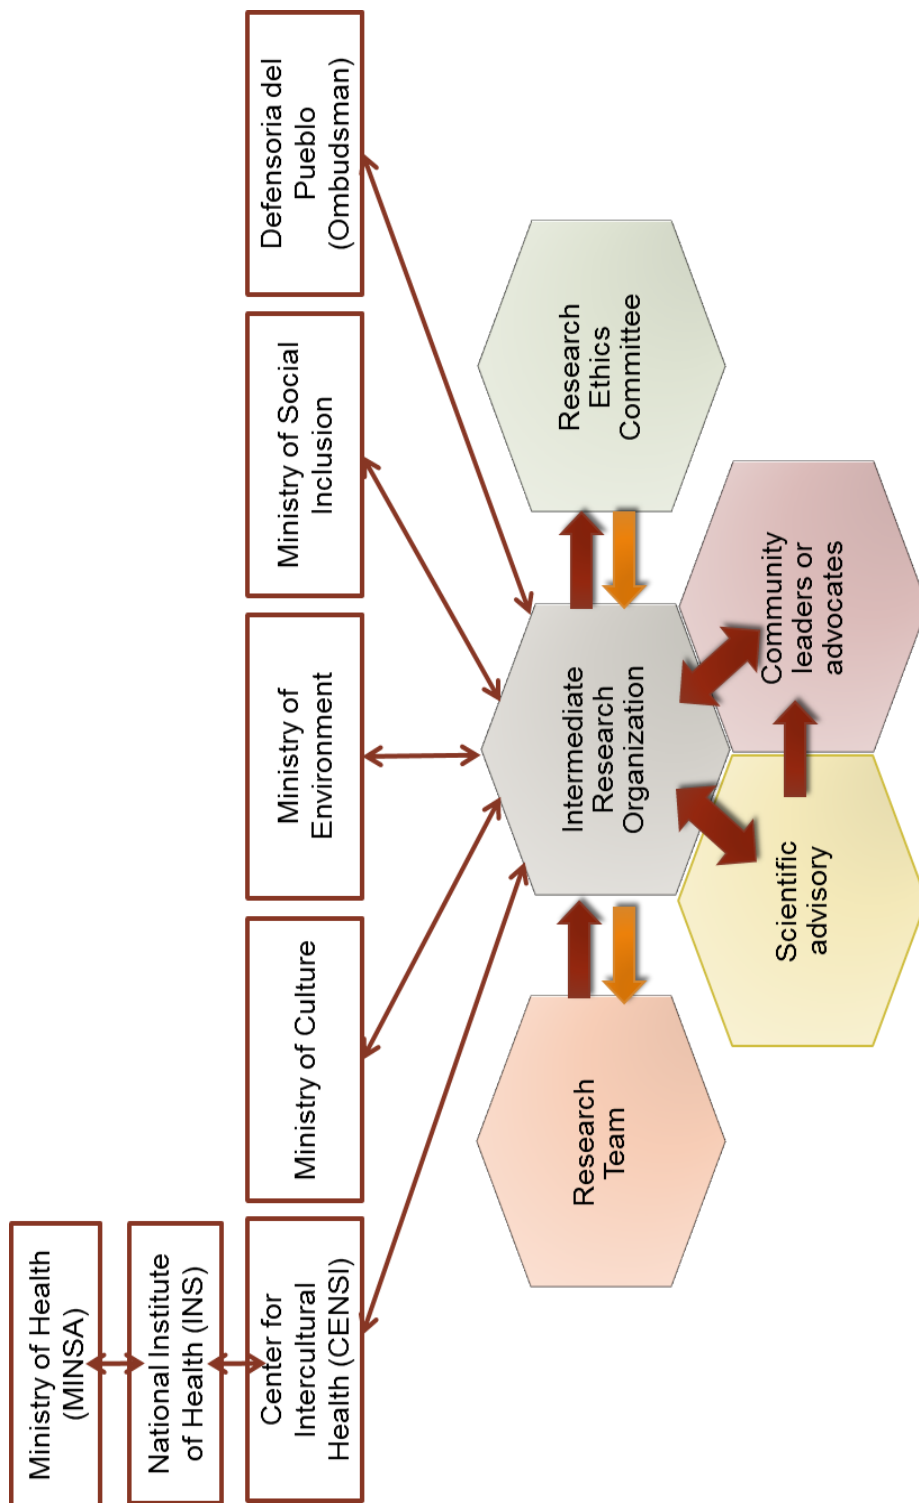 Ministry of Health
(MINSA)
National Institute
of Health (INS)
Center for
Intercultural
Health (CENSI)
Ministry of Culture
Ministry of
Environment
Ministry of Social
Inclusion
Defensoria del
Pueblo
(Ombudsman)
Research
Team
Intermediate
Research
Organization
Research
Ethics
Committee
Scientific
advisory
Community
leaders or
advocates